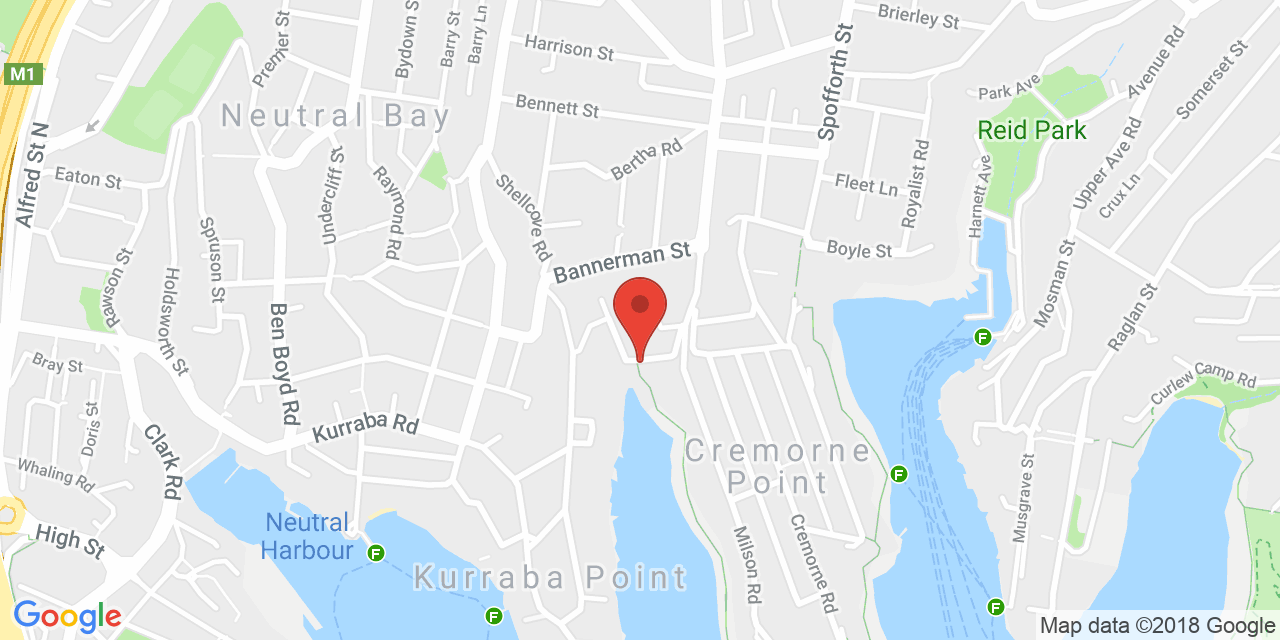 Brierley St
Premier St
Bydown St
Barry St
Barry Ln
Harrison St
Spofforth St
Avenue Rd
Somerset St
M1
Park Ave
Neutral Bay
Bennett St
Reid Park
Alfred St N
Bertha Rd
Upper Ave Rd
Eaton St
Undercliff St
Raymond Rd
Shellcove Rd
Fleet Ln
Royalist Rd
Harnett Ave
Crux Ln
Spruson St
Bannerman St
Boyle St
Rawson St
Holdsworth St
Mosman St
Raglan St
Ben Boyd Rd
F
Bray St
Curlew Camp Rd
Doris St
Kurraba Rd
Clark Rd
Cremorne
Point
Whaling Rd
F
Musgrave St
High St
Neutral
Harbour
F
Milson Rd
Cremorne Rd
Kurraba Point
F
F
Google
Map data ©2018 Google